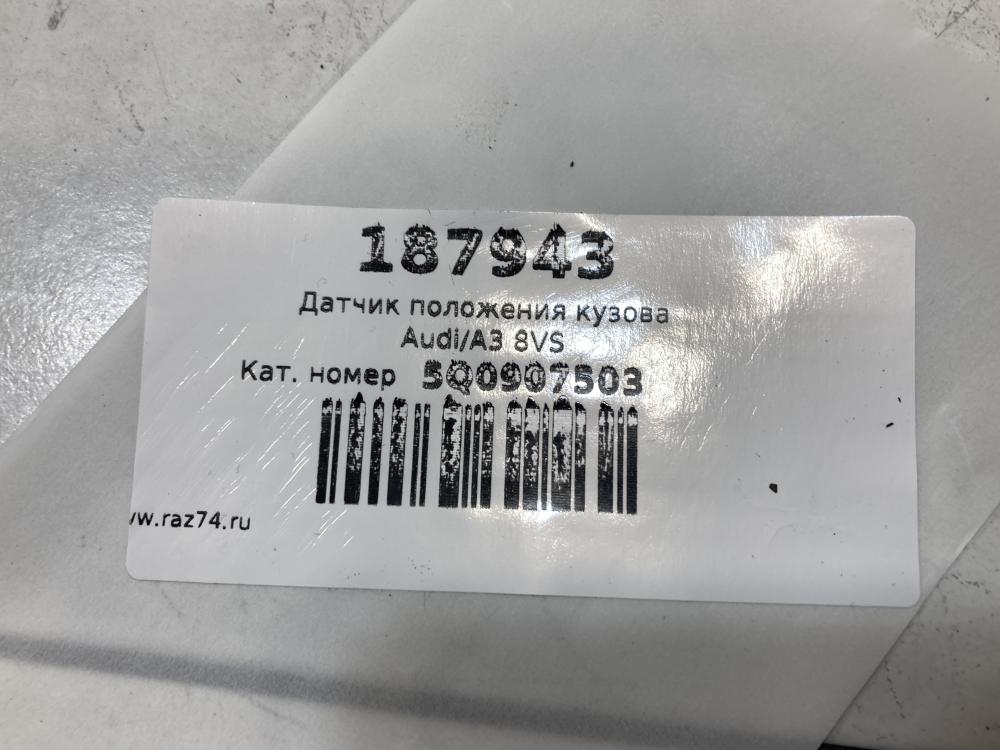 187943
Датчик положения кузова
Audi/A3 8VS
Кат. номер 5Q0907503
w.raz74.ru